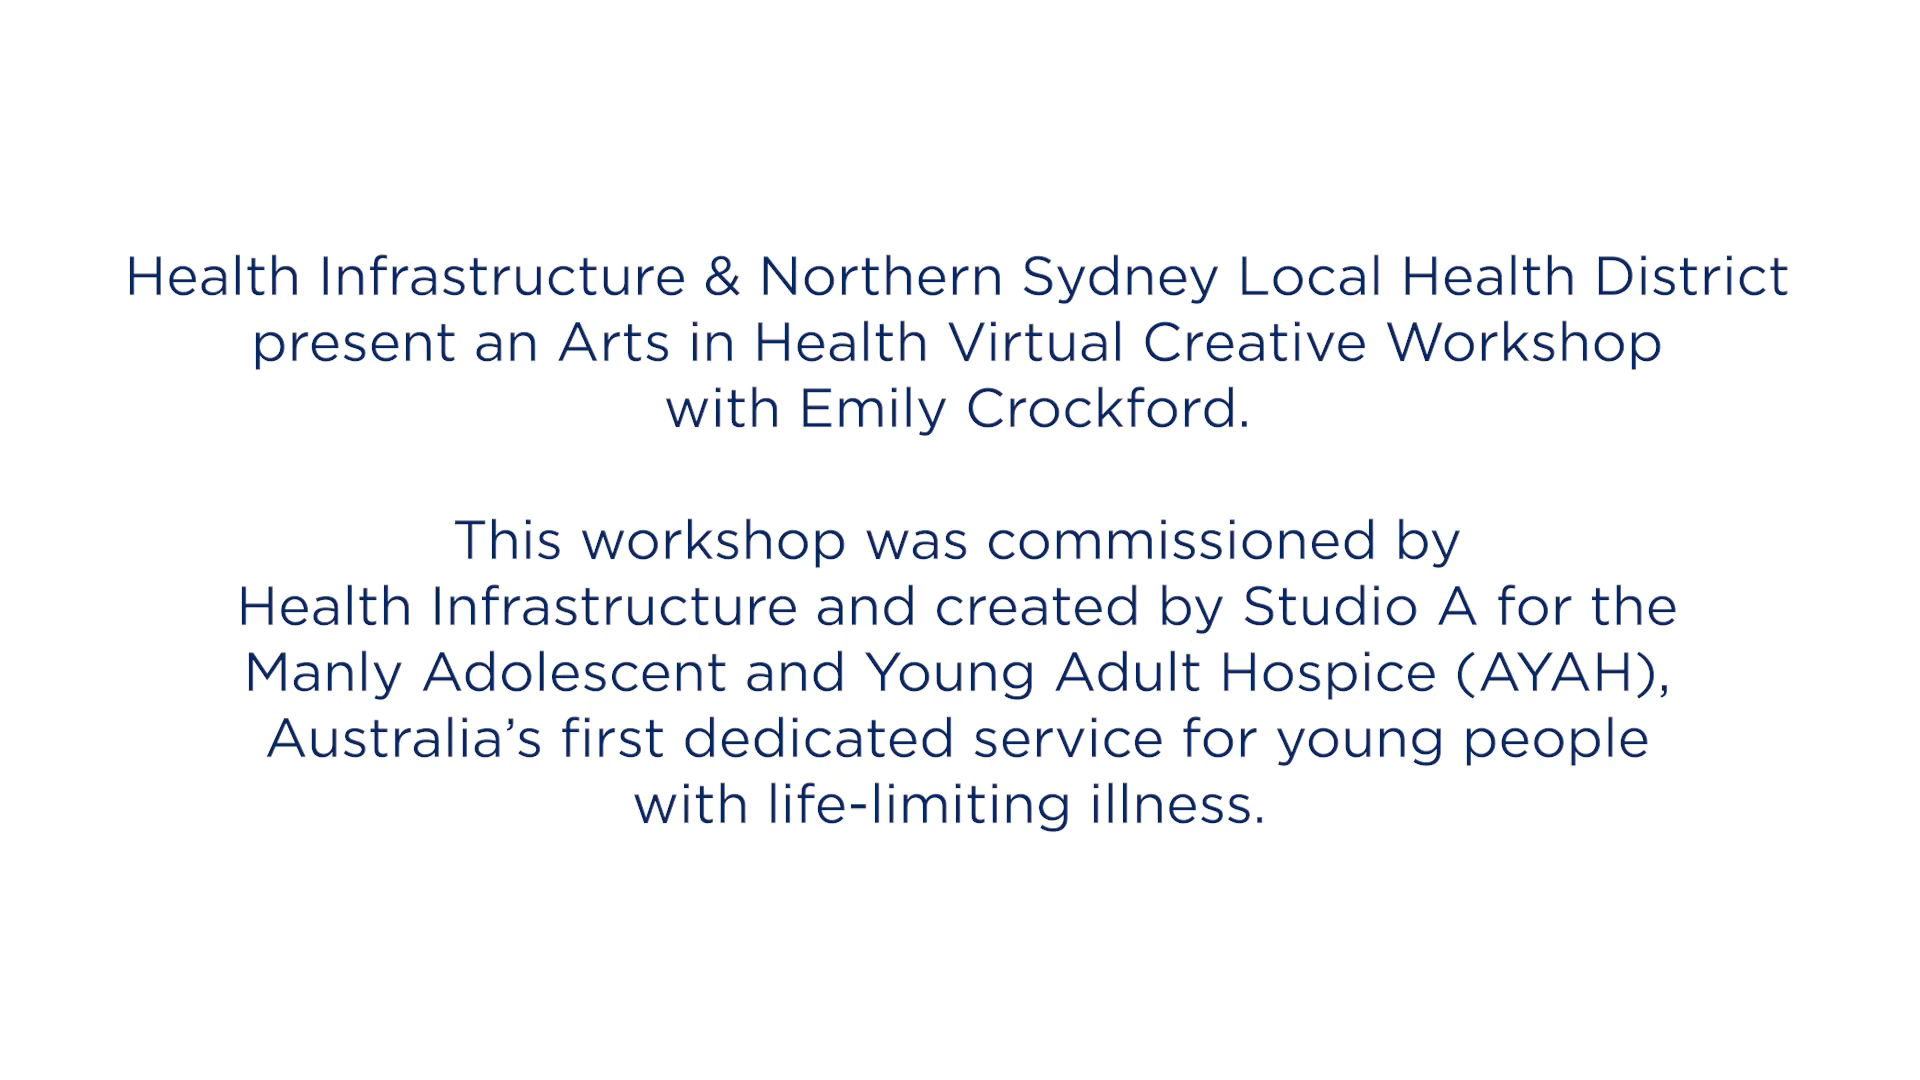 Health Infrastructure & Northern Sydney Local Health District
present an Arts in Health Virtual Creative Workshop
with Emily Crockford.
This workshop was commissioned by
Health Infrastructure and created by Studio A for the
Manly Adolescent and Young Adult Hospice (AYAH),
Australia’s first dedicated service for young people
with life-limiting illness.